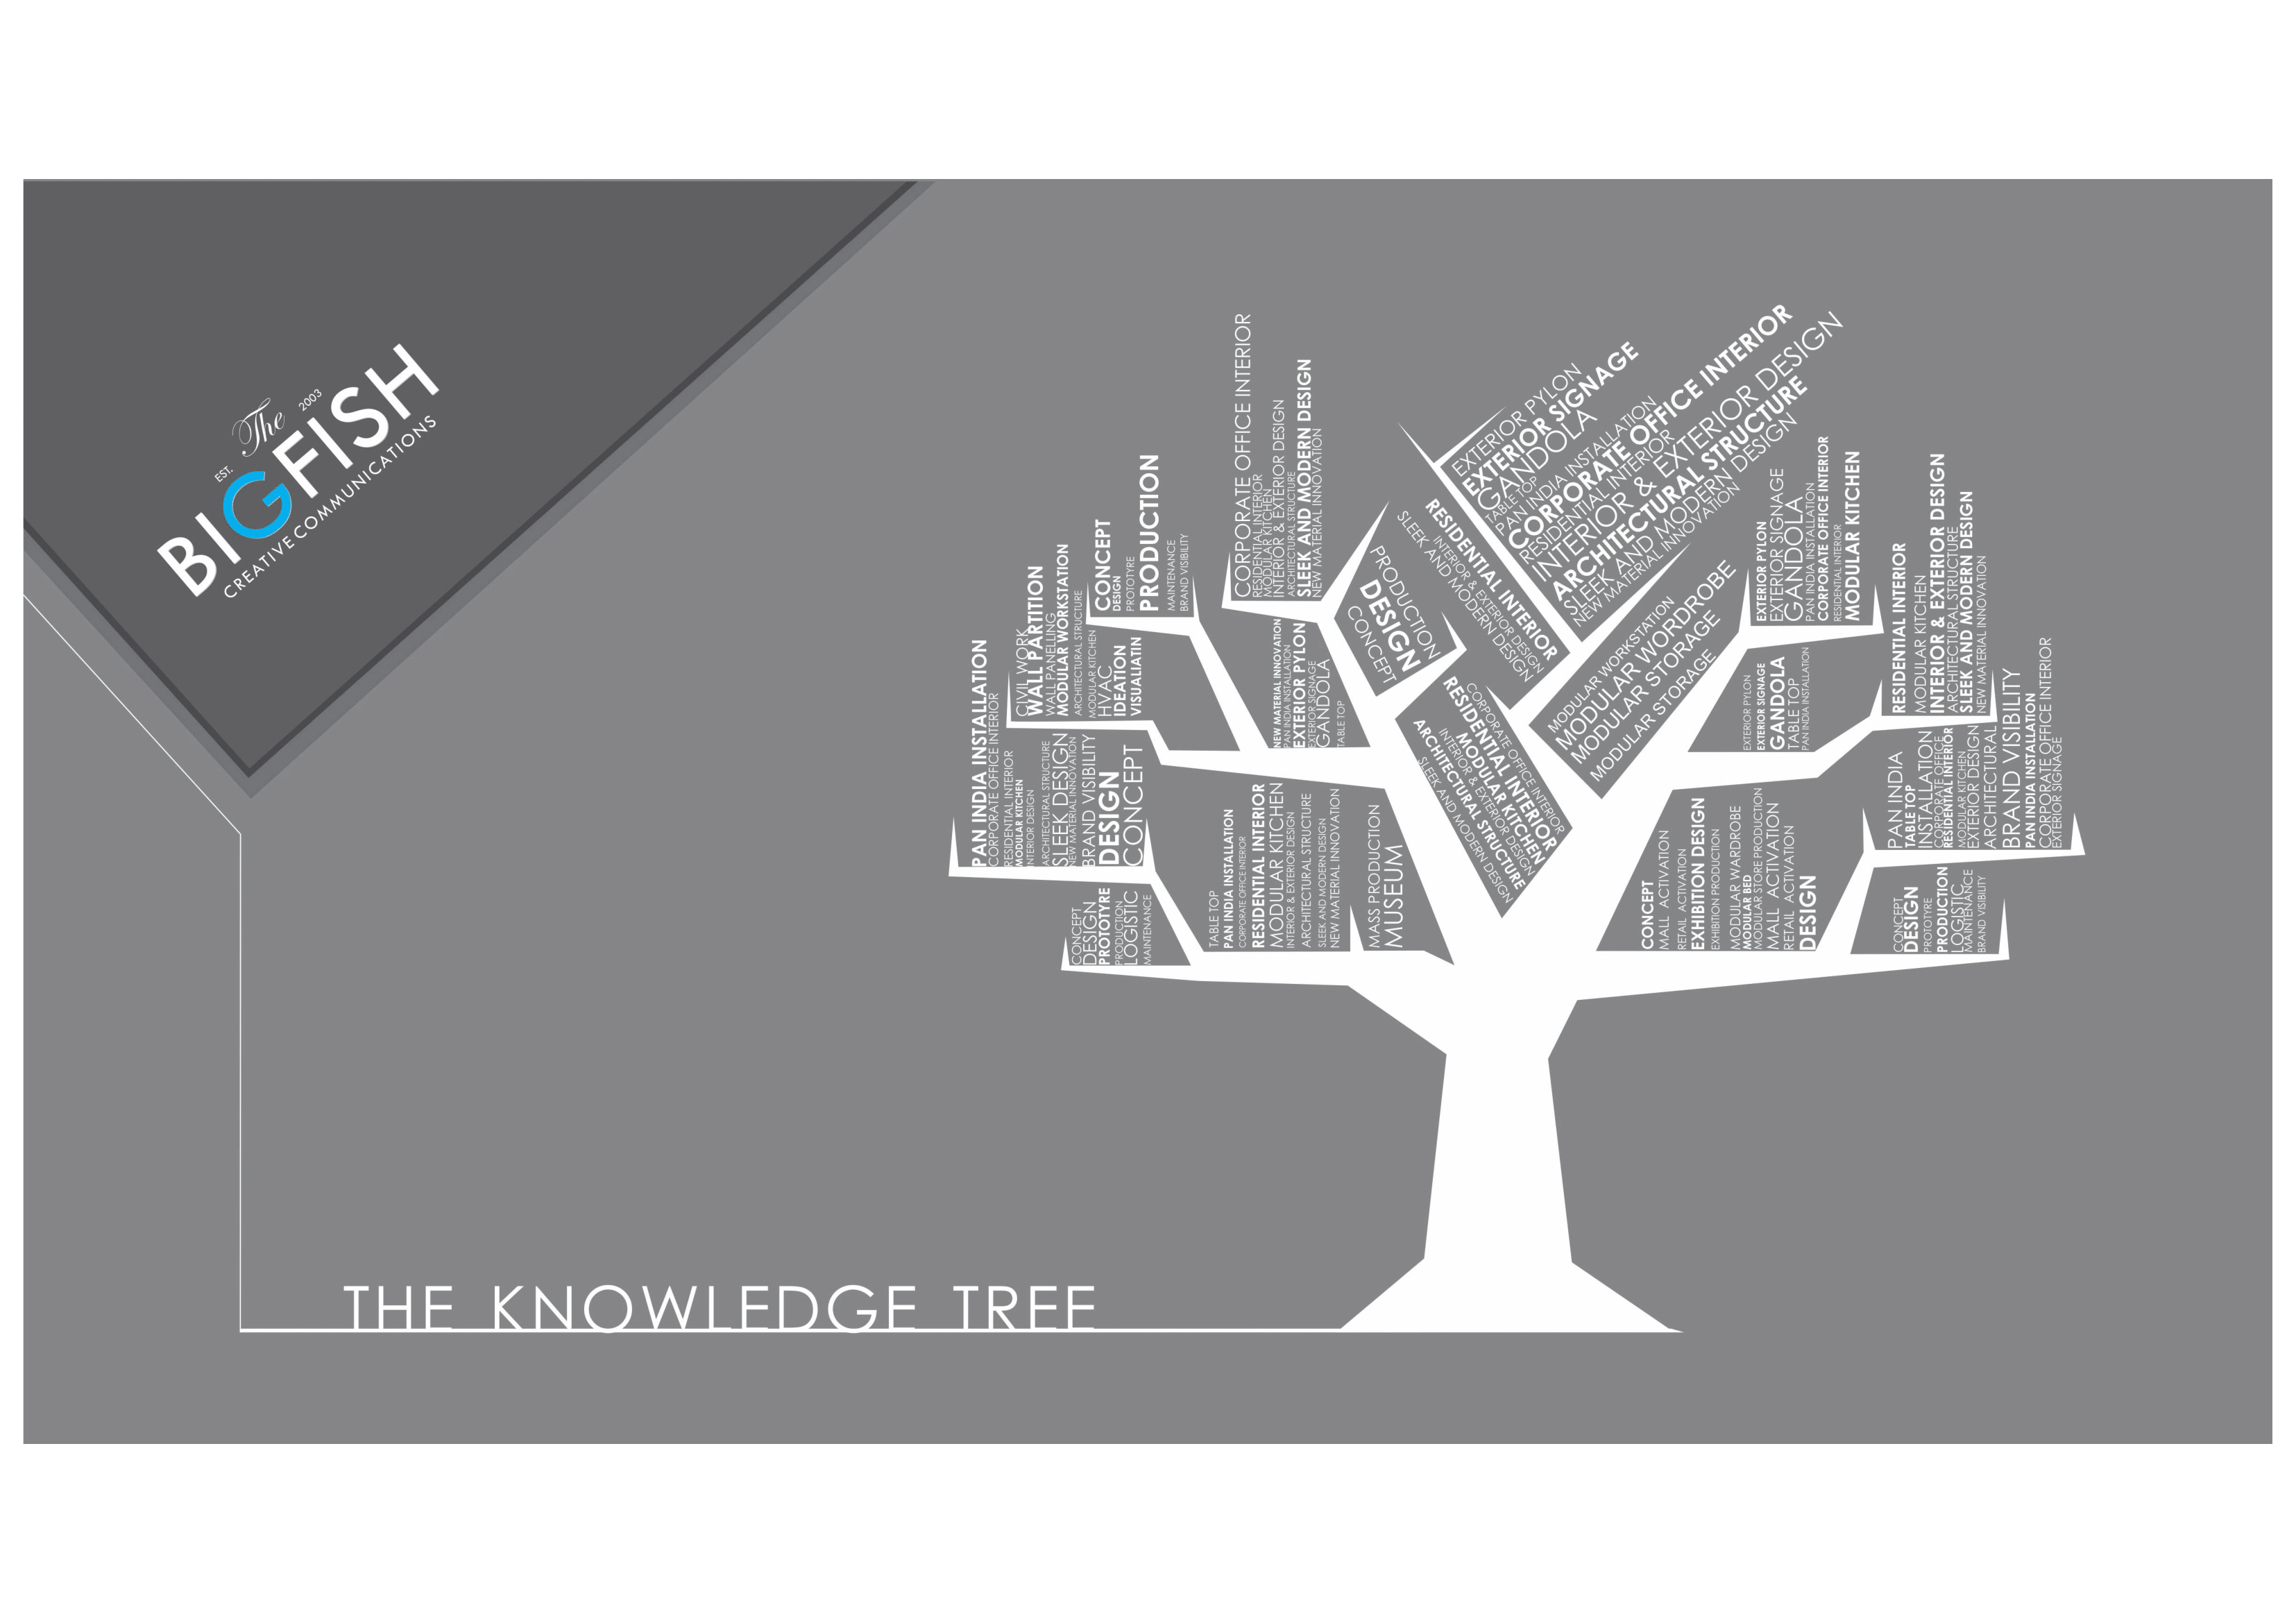 EST.
The
2003
BIGFISH
CREATIVE COMMUNICATIONS
PAN INDIA INSTALLATION
CORPORATE OFFICE INTERIOR
RESIDENTIAL INTERIOR
MODULAR KITCHEN
INTERIOR DESIGN
ARCHITECTURAL STRUCTURE
SLEEK DESIGN
NEW MATERIAL INNOVATION
BRAND VISIBILITY
DESIGN
CONCEPT
CIVIL WORK
WALL PARTITION
WALL PANELLING
MODULAR WORKSTATION
ARCHITECTURAL STRUCTURE
MODULAR KITCHEN
HVAC
IDEATION
VISUALIATIN
CONCEPT
DESIGN
PROTOTYRE
PRODUCTION
MAINTENANCE
BRAND VISIBILITY
CONCEPT
DESIGN
PROTOTYRE
PRODUCTION
LOGISTIC
MAINTENANCE
TABLE TOP
PAN INDIA INSTALLATION
CORPORATE OFFICE INTERIOR
RESIDENTIAL INTERIOR
MODULAR KITCHEN
INTERIOR & EXTERIOR DESIGN
ARCHITECTURAL STRUCTURE
SLEEK AND MODERN DESIGN
NEW MATERIAL INNOVATION
MASS PRODUCTION
MUSEUM
CORPORATE OFFICE INTERIOR
RESIDENTIAL INTERIOR
MODULAR KITCHEN
INTERIOR & EXTERIOR DESIGN
ARCHITECTURAL STRUCTURE
SLEEK AND MODERN DESIGN
NEW MATERIAL INNOVATION
NEW MATERIAL INNOVATION
PAN INDIA INSTALLATION
EXTERIOR PYLON
EXTERIOR SIGNAGE
GANDOLA
TABLE TOP
PRODUCTION
DESIGN
CONCEPT
RESIDENTIAL INTERIOR
INTERIOR & EXTERIOR DESIGN
SLEEK AND MODERN DESIGN
CORPORATE OFFICE INTERIOR
RESIDENTIAL INTERIOR
MODULAR KITCHEN
INTERIOR & EXTERIOR DESIGN
ARCHITECTURAL STRUCTURE
SLEEK AND MODERN DESIGN
EXTERIOR PYLON
EXTERIOR SIGNAGE
GANDOLA
TABLE TOP
PAN INDIA INSTALLATION
CORPORATE OFFICE INTERIOR
RESIDENTIAL INTERIOR
INTERIOR & EXTERIOR DESIGN
ARCHITECTURAL STRUCTURE
SLEEK AND MODERN DESIGN
NEW MATERIAL INNOVATION
MODULAR WORKSTATION
MODULAR WORDROBE
MODULAR STORAGE
MODULAR STORAGE
EXTERIOR PYLON
EXTERIOR SIGNAGE
GANDOLA
PAN INDIA INSTALLATION
CORPORATE OFFICE INTERIOR
RESIDENTIAL INTERIOR
MODULAR KITCHEN
EXTERIOR PYLON
EXTERIOR SIGNAGE
GANDOLA
TABLE TOP
PAN INDIA INSTALLATION
RESIDENTIAL INTERIOR
MODULAR KITCHEN
INTERIOR & EXTERIOR DESIGN
ARCHITECTURAL STRUCTURE
SLEEK AND MODERN DESIGN
NEW MATERIAL INNOVATION
PAN INDIA
TABLE TOP
INSTALLATION
CORPORATE OFFICE
RESIDENTIAL INTERIOR
MODULAR KITCHEN
EXTERIOR DESIGN
ARCHITECTURAL
BRAND VISIBILITY
PAN INDIA INSTALLATION
CORPORATE OFFICE INTERIOR
EXTERIOR SIGNAGE
CONCEPT
MALL ACTIVATION
RETAIL ACTIVATION
EXHIBITION DESIGN
EXHIBITION PRODUCTION
MODULAR WARDROBE
MODULAR BED
MODULAR STORE PRODUCTION
MALL ACTIVATION
RETAIL ACTIVATION
DESIGN
CONCEPT
DESIGN
PROTOTYRE
PRODUCTION
LOGISTIC
MAINTENANCE
BRAND VISIBILITY
THE KNOWLEDGE TREE